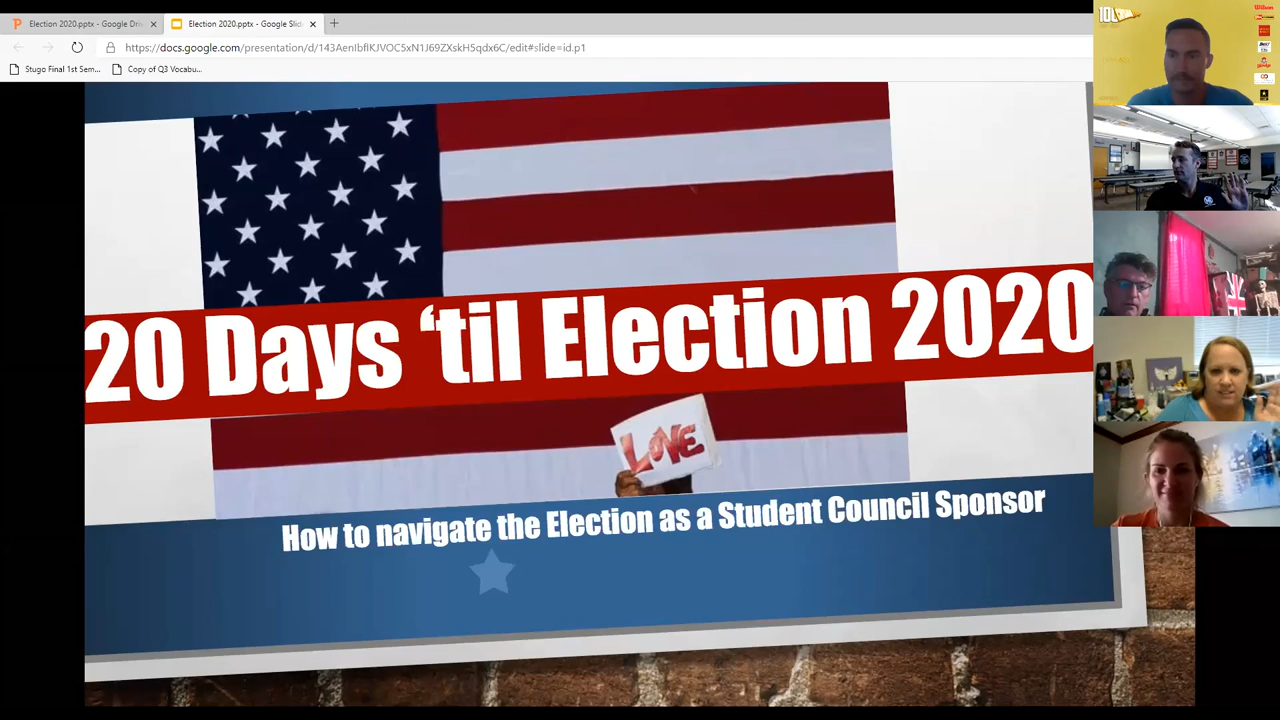 Election 2020.pptx - Google Dri
Election 2020.pptx - Google Slid
https://docs.google.com/presentation/d/143AenIbflKJVOC5xN1J69ZXskH5qdx6C/edit#slide=id.p1
Stugo Final 1st Sem...
Copy of Q3 Vocabu...
20 Days ‘til Election 2020
LOVE
How to navigate the Election as a Student Council Sponsor
Wilson